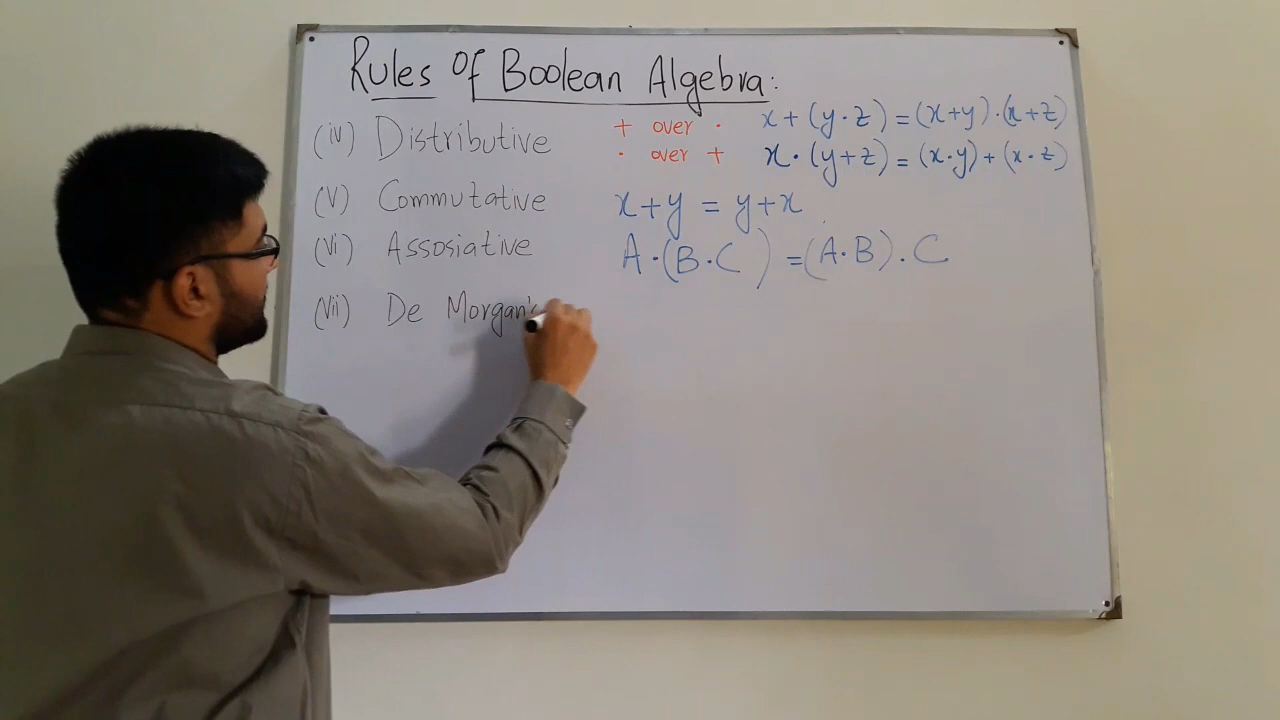 Rules Of Boolean Algebra:
(iv) Distributive + over · x + (y · z) = (x+y) · (x+z)
· over + x · (y+z) = (x·y) + (x·z)
(v) Commutative x+y = y+x
(vi) Assosiative A·(B·C) = (A·B).C
(vii) De Morgan's